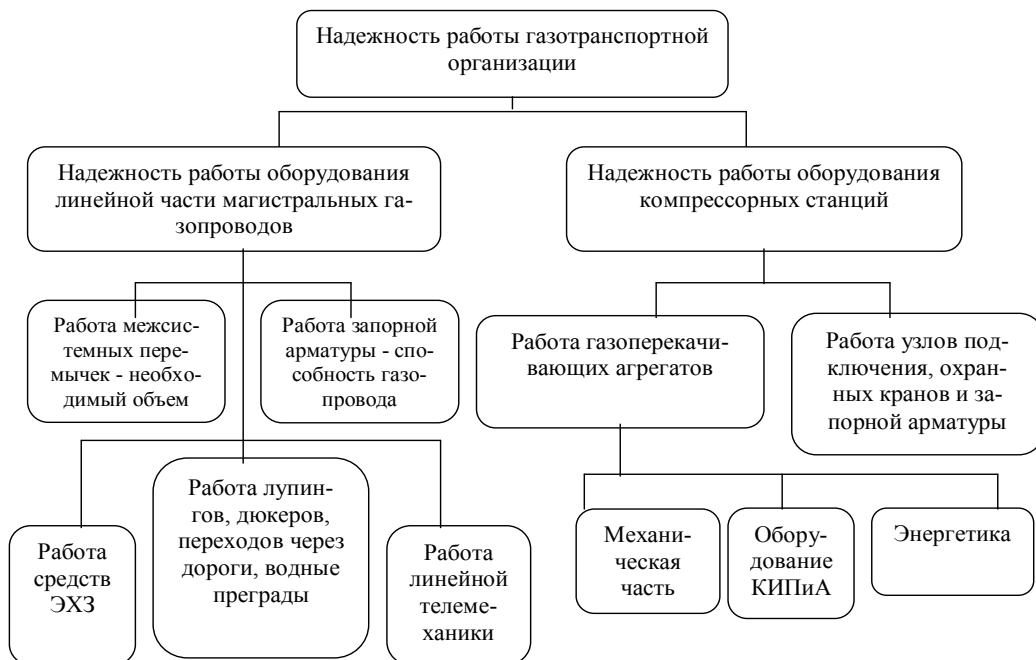 Надежность работы газотранспортной
организации
Надежность работы оборудования
линейной части магистральных га-
зопроводов
Надежность работы оборудования
компрессорных станций
Работа межсис-
темных пере-
мычек - необхо-
димый объем
Работа запорной
арматуры - спо-
собность газо-
провода
Работа газоперекачи-
вающих агрегатов
Работа узлов под-
ключения, охран-
ных кранов и за-
порной арматуры
Работа
средств
ЭХЗ
Работа лупин-
гов, дюкеров,
переходов через
дороги, водные
преграды
Работа
линейной
телеме-
ханики
Механи-
ческая
часть
Обору-
дование
КИПиА
Энергетика